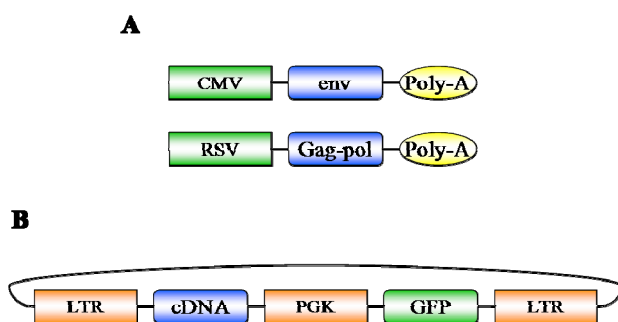 A
CMV env Poly-A
RSV Gag-pol Poly-A
B
LTR cDNA PGK GFP LTR